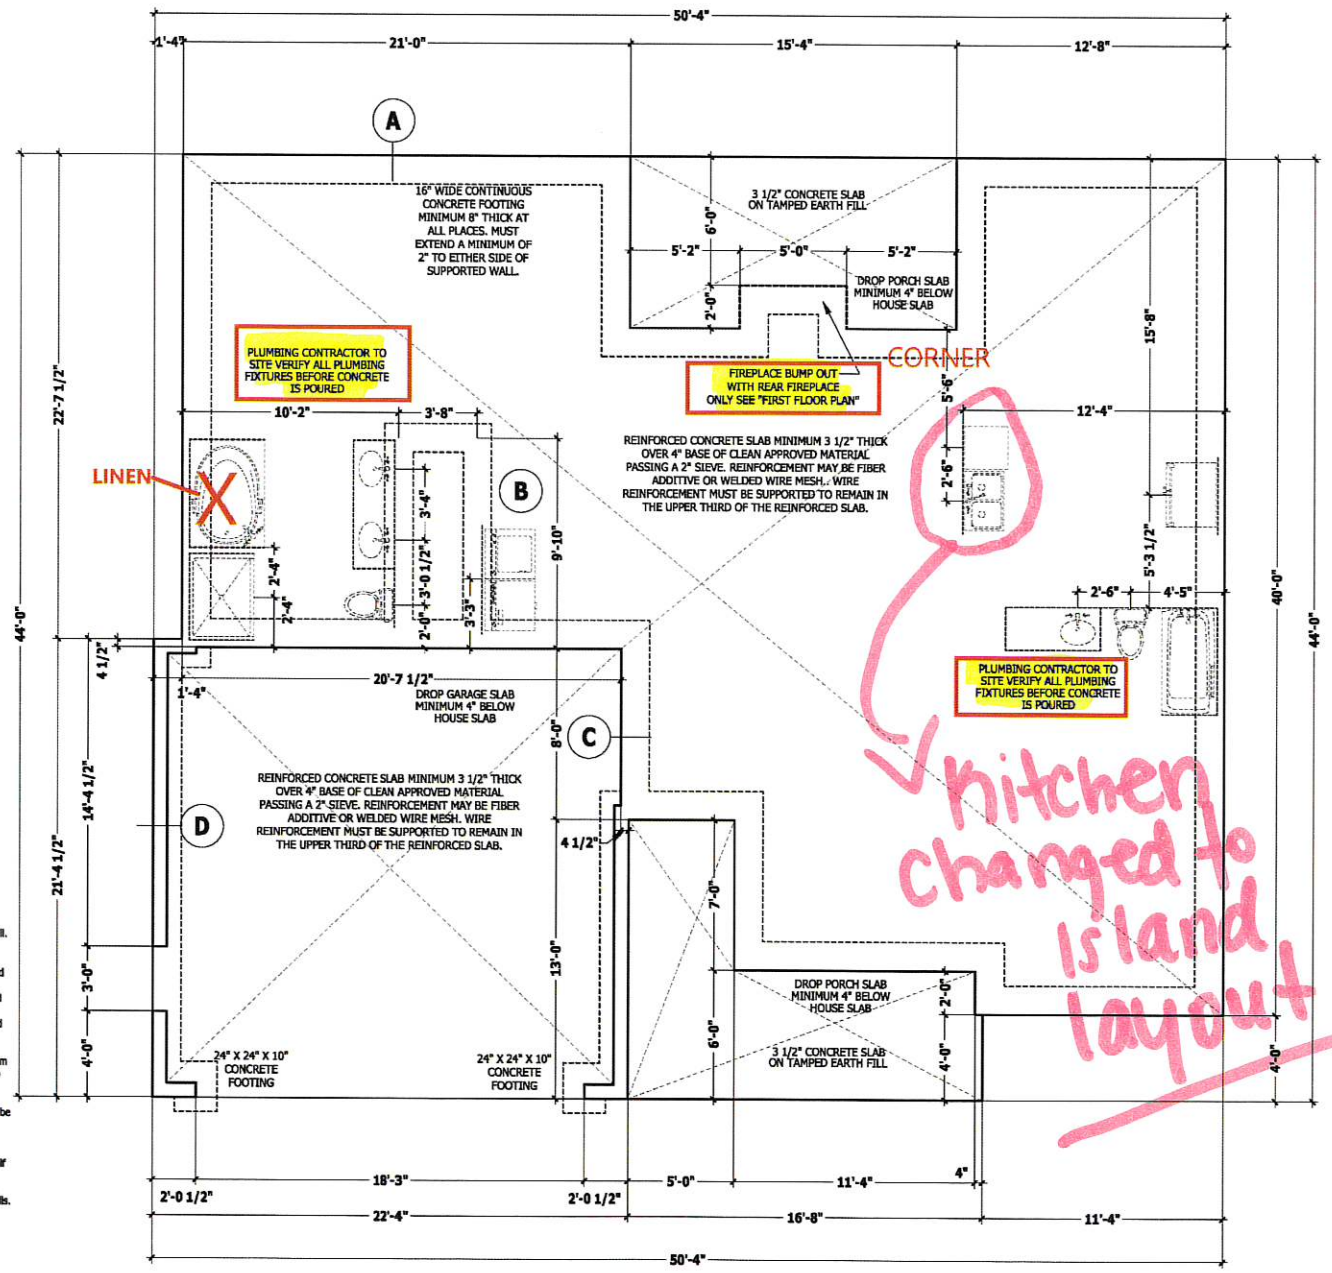 50'-4"
1'-4"
21'-0"
15'-4"
12'-8"
A
16" WIDE CONTINUOUS
CONCRETE FOOTING
MINIMUM 8" THICK AT
ALL PLACES. MUST
EXTEND A MINIMUM OF
2" TO EITHER SIDE OF
SUPPORTED WALL.
3 1/2" CONCRETE SLAB
ON TAMPED EARTH FILL
6'-0"
5'-2"
5'-0"
5'-2"
DROP PORCH SLAB
MINIMUM 4" BELOW
HOUSE SLAB
2'-0"
15'-8"
PLUMBING CONTRACTOR TO
SITE VERIFY ALL PLUMBING
FIXTURES BEFORE CONCRETE
IS POURED
CORNER
FIREPLACE BUMP OUT
WITH REAR FIREPLACE
ONLY SEE "FIRST FLOOR PLAN"
5'-6"
22'-7 1/2"
10'-2"
3'-8"
12'-4"
REINFORCED CONCRETE SLAB MINIMUM 3 1/2" THICK
OVER 4" BASE OF CLEAN APPROVED MATERIAL
PASSING A 2" SIEVE. REINFORCEMENT MAY BE FIBER
ADDITIVE OR WELDED WIRE MESH. WIRE
REINFORCEMENT MUST BE SUPPORTED TO REMAIN IN
THE UPPER THIRD OF THE REINFORCED SLAB.
LINEN
X
B
2'-6"
3'-4"
9'-10"
5'-3 1/2"
2'-4"
3'-0 1/2"
2'-4"
2'-0"
3'-3"
2'-6"
4'-5"
40'-0"
44'-0"
44'-0"
4 1/2"
PLUMBING CONTRACTOR TO
SITE VERIFY ALL PLUMBING
FIXTURES BEFORE CONCRETE
IS POURED
1'-4"
20'-7 1/2"
DROP GARAGE SLAB
MINIMUM 4" BELOW
HOUSE SLAB
8'-0"
C
14'-4 1/2"
REINFORCED CONCRETE SLAB MINIMUM 3 1/2" THICK
OVER 4" BASE OF CLEAN APPROVED MATERIAL
PASSING A 2" SIEVE. REINFORCEMENT MAY BE FIBER
ADDITIVE OR WELDED WIRE MESH. WIRE
REINFORCEMENT MUST BE SUPPORTED TO REMAIN IN
THE UPPER THIRD OF THE REINFORCED SLAB.
D
4 1/2"
kitchen
changed to
island
layout
21'-4 1/2"
7'-0"
3'-0"
13'-0"
DROP PORCH SLAB
MINIMUM 4" BELOW
HOUSE SLAB
2'-0"
6'-0"
3 1/2" CONCRETE SLAB
ON TAMPED EARTH FILL
4'-0"
4'-0"
4'-0"
24" X 24" X 10"
CONCRETE
FOOTING
24" X 24" X 10"
CONCRETE
FOOTING
be
2'-0 1/2"
18'-3"
2'-0 1/2"
5'-0"
11'-4"
4"
22'-4"
16'-8"
11'-4"
50'-4"